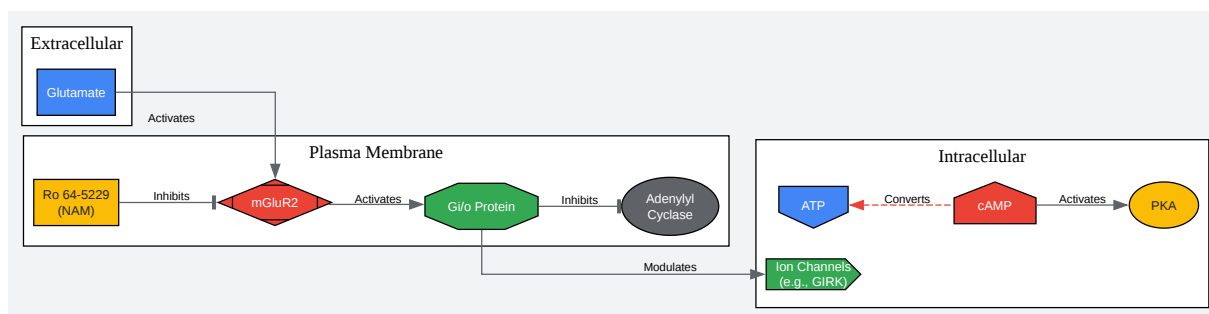 Extracellular
Glutamate
Activates
Plasma Membrane
Ro 64-5229
(NAM)
Inhibits
mGluR2
Activates
Gi/o Protein
Inhibits
Adenylyl
Cyclase
Modulates
Intracellular
ATP
Converts
cAMP
Activates
PKA
Ion Channels
(e.g., GIRK)